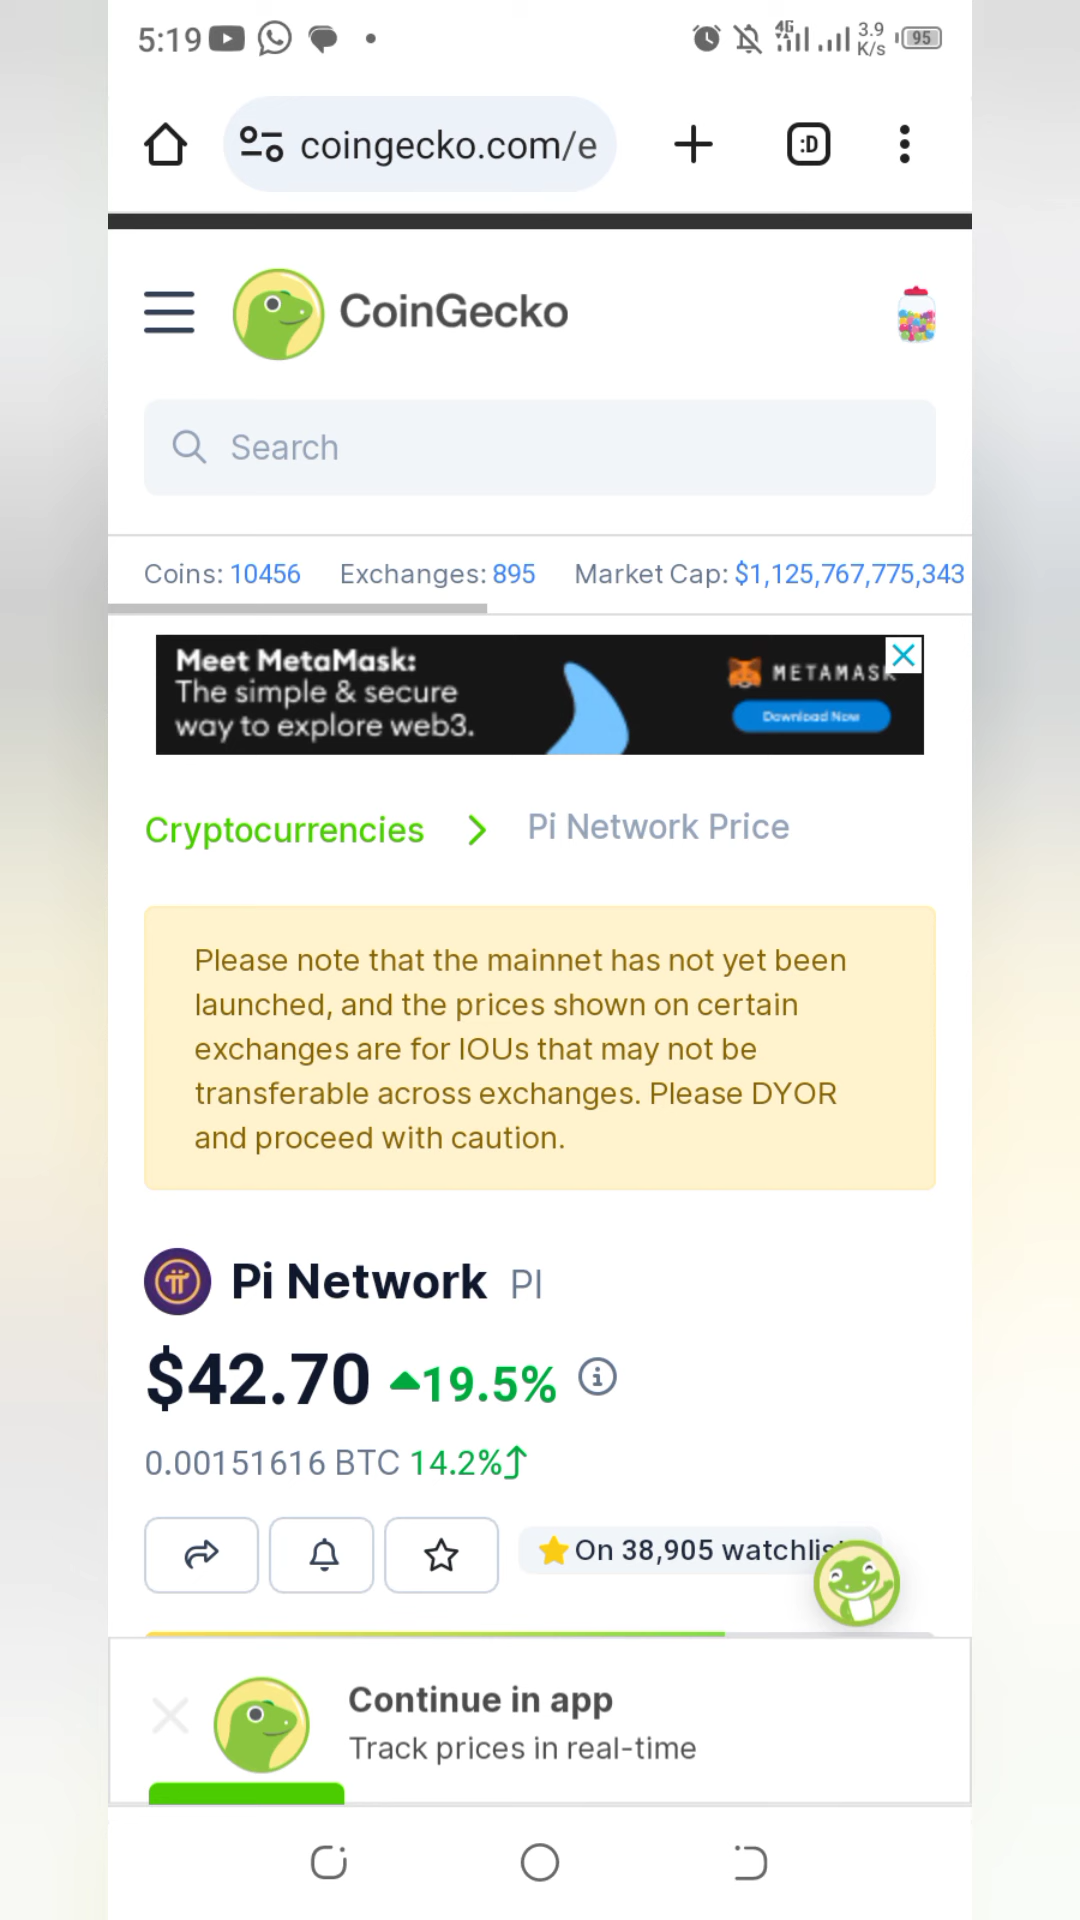 5:19
4G
3.9
K/s
95
coingecko.com/e
:D
CoinGecko
Search
Coins: 10456 Exchanges: 895 Market Cap: $1,125,767,775,343
Meet MetaMask:
The simple & secure
way to explore web3.
METAMASK
Download Now
Cryptocurrencies > Pi Network Price
Please note that the mainnet has not yet been
launched, and the prices shown on certain
exchanges are for IOUs that may not be
transferable across exchanges. Please DYOR
and proceed with caution.
Pi Network PI
$42.70 19.5%
0.00151616 BTC 14.2%
On 38,905 watchlis
Continue in app
Track prices in real-time